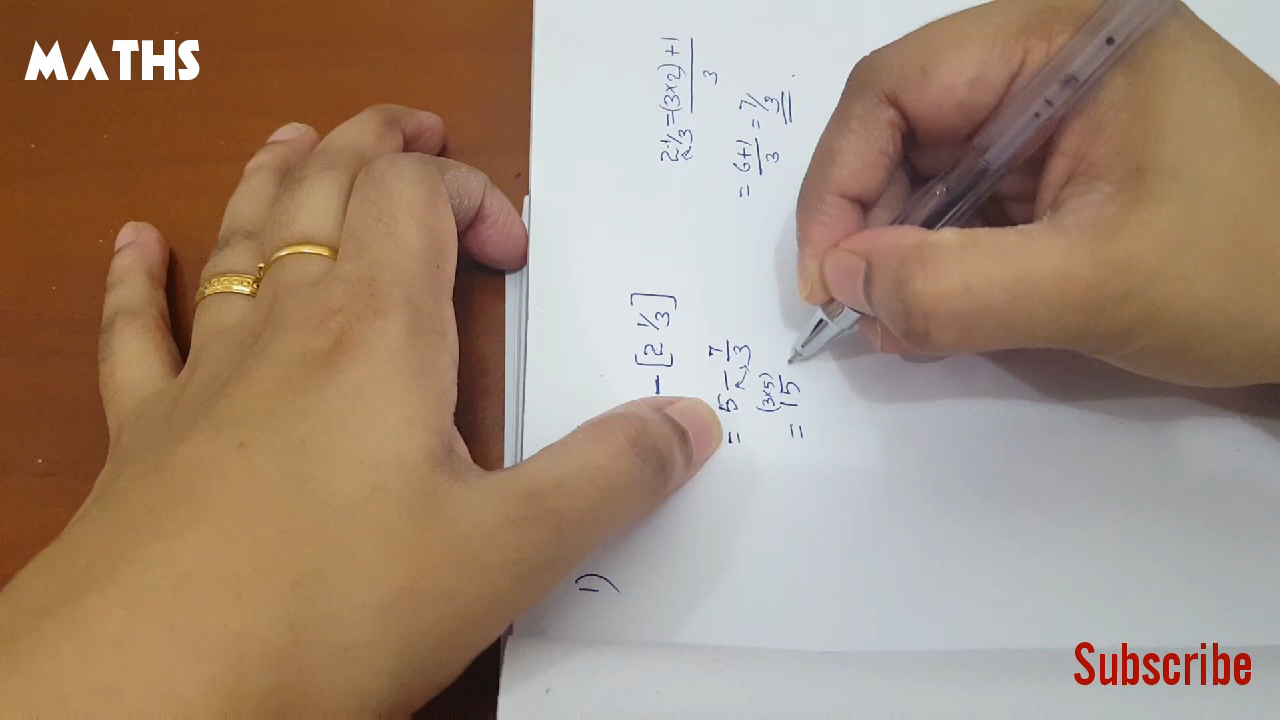 MATHS
1)
- [2 1/3]
= 5 - 7/3
(3×5)
= 15
2 1/3 = (3×2) + 1
3
= 6+1 = 7/3.
3
Subscribe